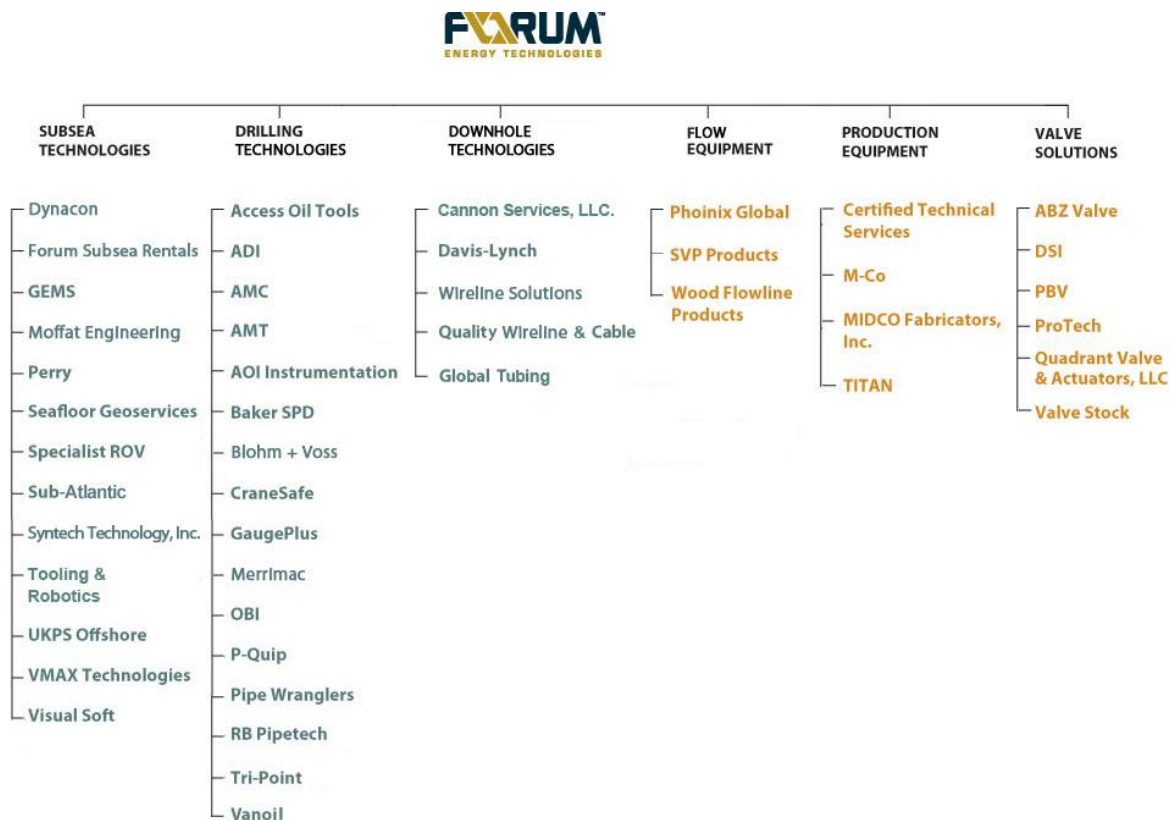 FORUM™
ENERGY TECHNOLOGIES
SUBSEA
TECHNOLOGIES
Dynacon
Forum Subsea Rentals
GEMS
Moffat Engineering
Perry
Seafloor Geoservices
Specialist ROV
Sub-Atlantic
Syntech Technology, Inc.
Tooling &
Robotics
UKPS Offshore
VMAX Technologies
Visual Soft
DRILLING
TECHNOLOGIES
Access Oil Tools
ADI
AMC
AMT
AOI Instrumentation
Baker SPD
Blohm + Voss
CraneSafe
GaugePlus
Merrimac
OBI
P-Quip
Pipe Wranglers
RB Pipetech
Tri-Point
Vanoil
DOWNHOLE
TECHNOLOGIES
Cannon Services, LLC.
Davis-Lynch
Wireline Solutions
Quality Wireline & Cable
Global Tubing
FLOW
EQUIPMENT
Phoinix Global
SVP Products
Wood Flowline
Products
PRODUCTION
EQUIPMENT
Certified Technical
Services
M-Co
MIDCO Fabricators,
Inc.
TITAN
VALVE
SOLUTIONS
ABZ Valve
DSI
PBV
ProTech
Quadrant Valve
& Actuators, LLC
Valve Stock